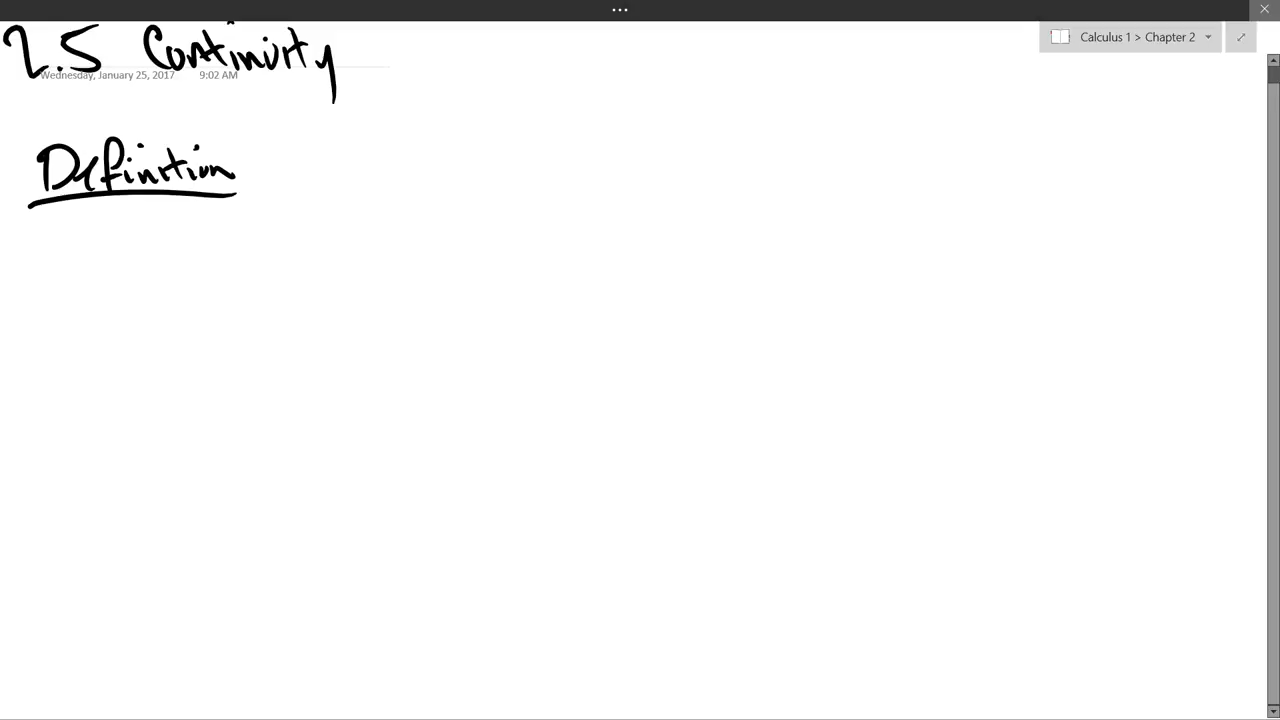 ...
Calculus 1 > Chapter 2
2.5 Continuity
Wednesday, January 25, 2017 9:02 AM
Definition